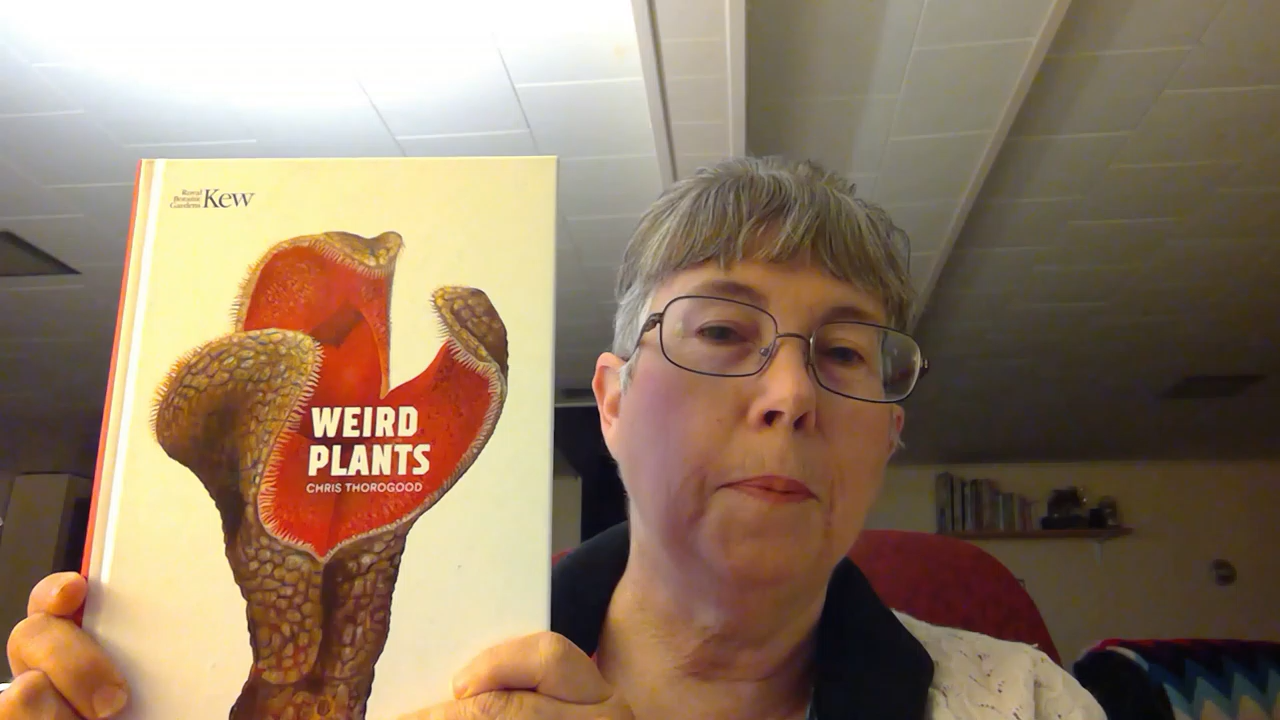 Royal
Botanic
Gardens Kew
WEIRD
PLANTS
CHRIS THOROGOOD